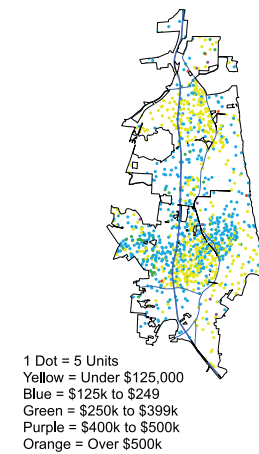 1 Dot = 5 Units
Yellow = Under $125,000
Blue = $125k to $249
Green = $250k to $399k
Purple = $400k to $500k
Orange = Over $500k